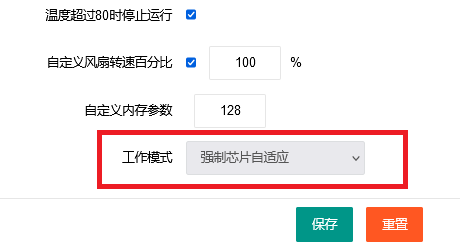 温度超过80时停止运行
自定义风扇转速百分比 100 %
自定义内存参数 128
工作模式 强制芯片自适应
保存 重置